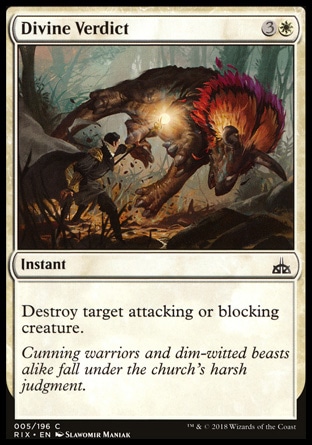 Divine Verdict 3
Instant
Destroy target attacking or blocking
creature.
Cunning warriors and dim-witted beasts
alike fall under the church's harsh
judgment.
005/196 C
RIX • EN Slawomir Maniak
™ & © 2018 Wizards of the Coast